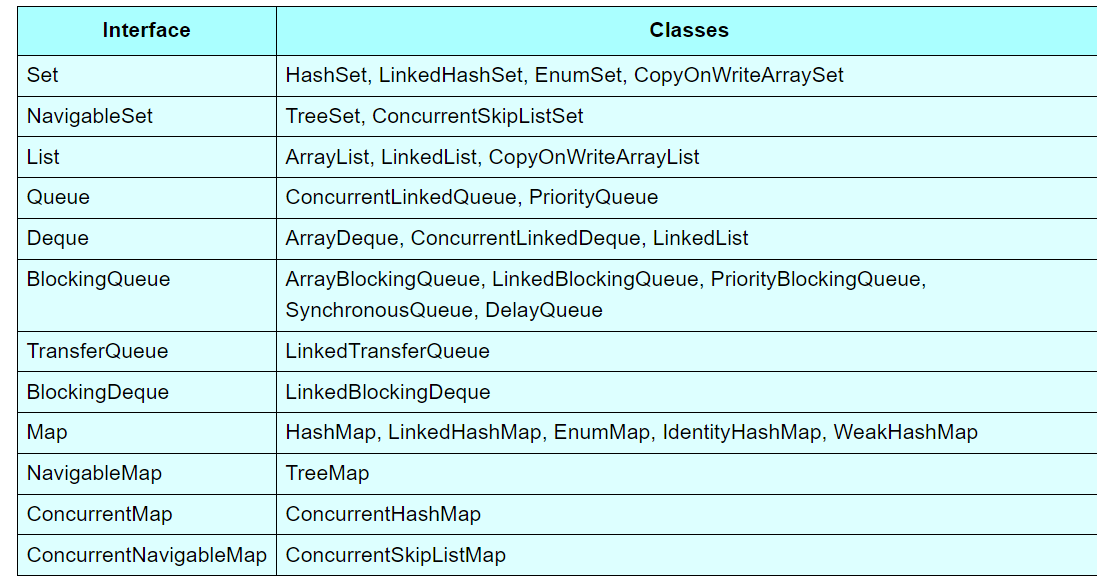 Interface Classes
Set HashSet, LinkedHashSet, EnumSet, CopyOnWriteArraySet
NavigableSet TreeSet, ConcurrentSkipListSet
List ArrayList, LinkedList, CopyOnWriteArrayList
Queue ConcurrentLinkedQueue, PriorityQueue
Deque ArrayDeque, ConcurrentLinkedDeque, LinkedList
BlockingQueue ArrayBlockingQueue, LinkedBlockingQueue, PriorityBlockingQueue,
SynchronousQueue, DelayQueue
TransferQueue LinkedTransferQueue
BlockingDeque LinkedBlockingDeque
Map HashMap, LinkedHashMap, EnumMap, IdentityHashMap, WeakHashMap
NavigableMap TreeMap
ConcurrentMap ConcurrentHashMap
ConcurrentNavigableMap ConcurrentSkipListMap